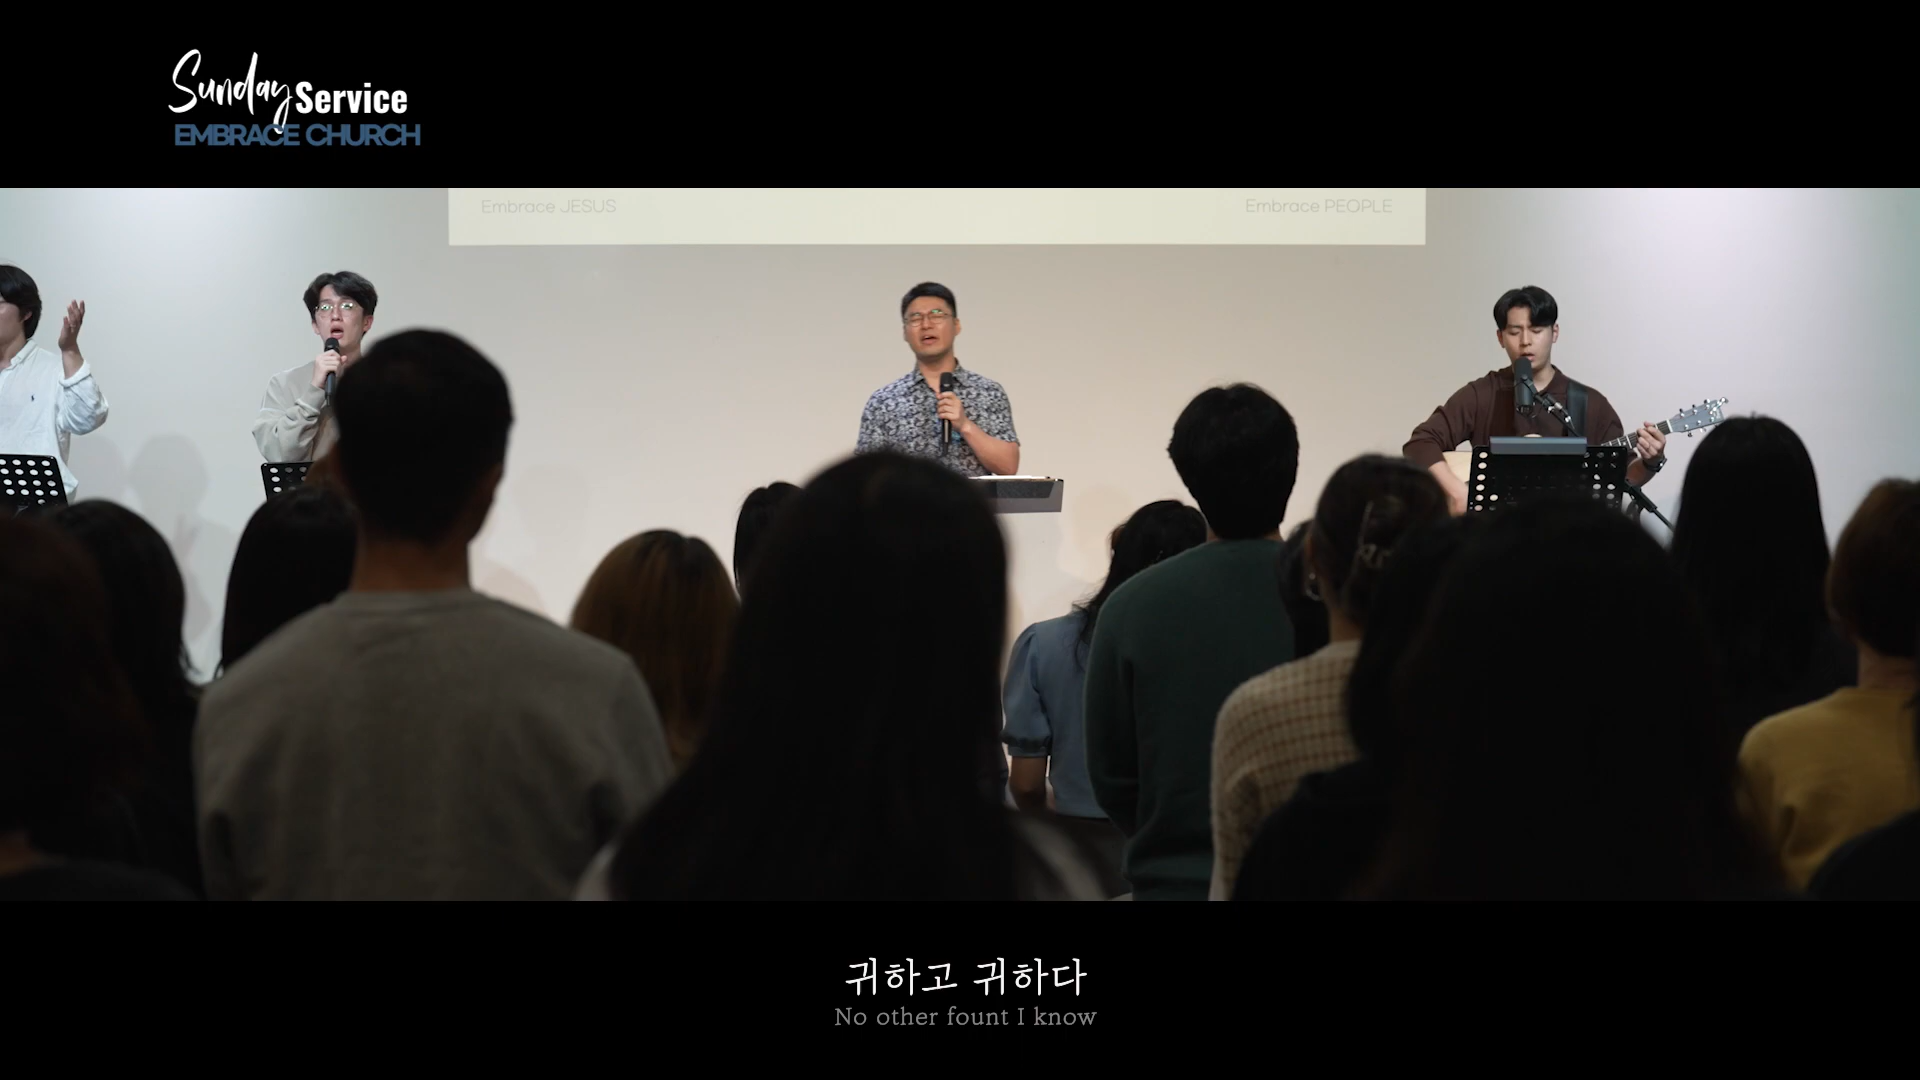 Sunday Service
EMBRACE CHURCH
Embrace JESUS
Embrace PEOPLE
귀하고 귀하다
No other fount I know